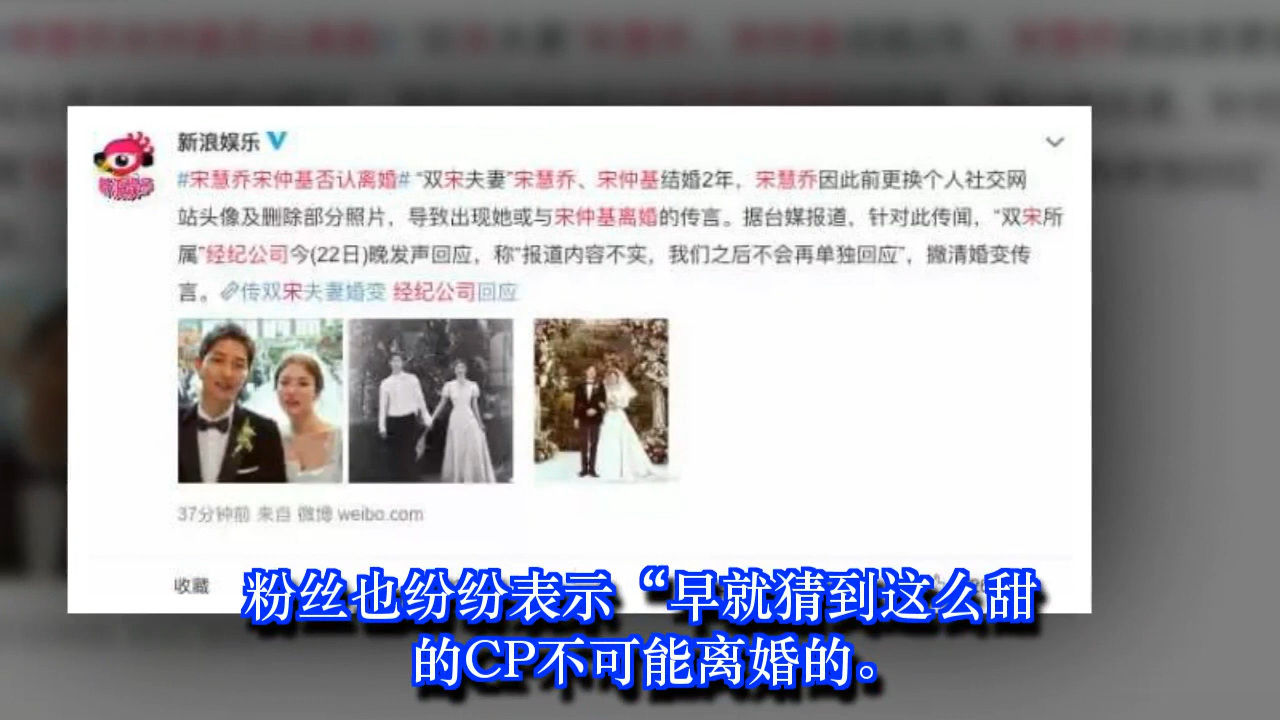 新浪娱乐
#宋慧乔宋仲基否认离婚# “双宋夫妻”宋慧乔、宋仲基结婚2年，宋慧乔因此前更换个人社交网
站头像及删除部分照片，导致出现她或与宋仲基离婚的传言。据台媒报道，针对此传闻，“双宋所
属”经纪公司今(22日)晚发声回应，称“报道内容不实，我们之后不会再单独回应”，撇清婚变传
言。传双宋夫妻婚变 经纪公司回应
37分钟前 来自 微博 weibo.com
收藏
粉丝也纷纷表示“早就猜到这么甜
的CP不可能离婚的。